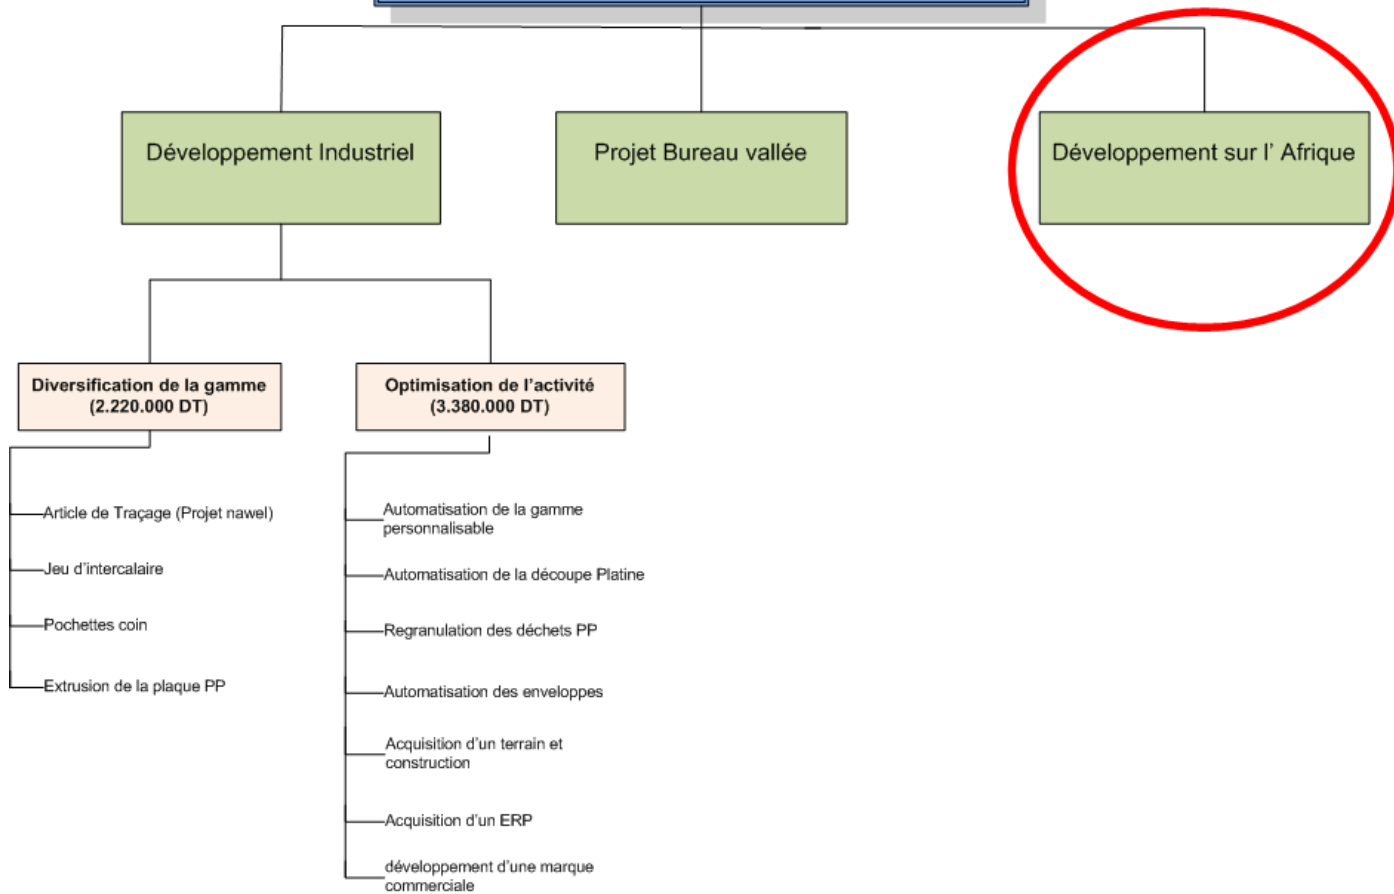 Développement Industriel
Projet Bureau vallée
Développement sur l' Afrique
Diversification de la gamme
(2.220.000 DT)
Optimisation de l'activité
(3.380.000 DT)
Article de Traçage (Projet nawel)
Jeu d'intercalaire
Pochettes coin
Extrusion de la plaque PP
Automatisation de la gamme
personnalisable
Automatisation de la découpe Platine
Regranulation des déchets PP
Automatisation des enveloppes
Acquisition d'un terrain et
construction
Acquisition d'un ERP
développement d'une marque
commerciale